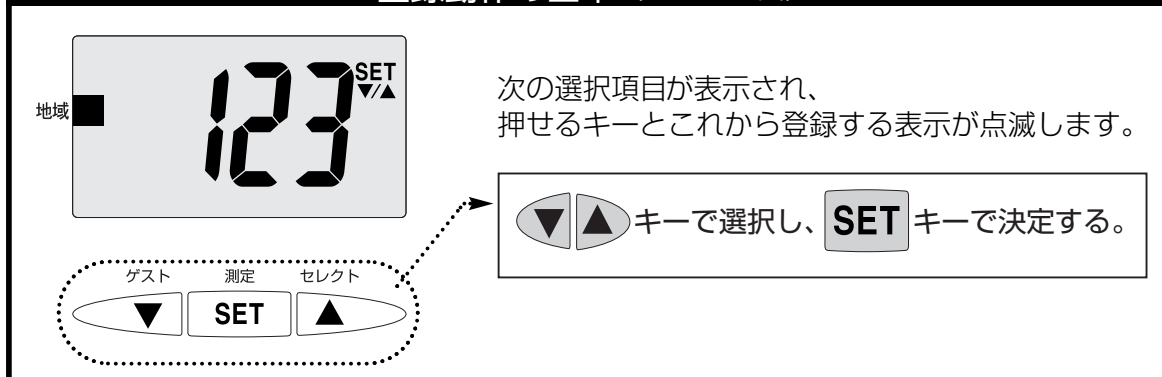 123
SET
▼/▲
地域
次の選択項目が表示され、
押せるキーとこれから登録する表示が点滅します。
▼▲キーで選択し、SETキーで決定する。
ゲスト 測定 セレクト
▼ SET ▲